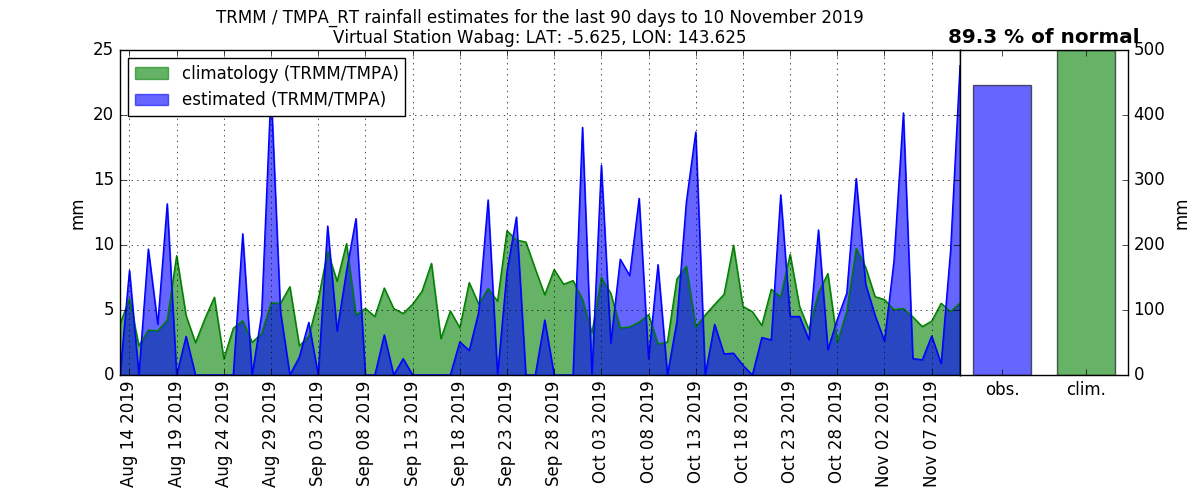 TRMM / TMPA_RT rainfall estimates for the last 90 days to 10 November 2019
Virtual Station Wabag: LAT: -5.625, LON: 143.625
89.3 % of normal
climatology (TRMM/TMPA)
estimated (TRMM/TMPA)
25
20
15
10
5
0
mm
500
400
300
200
100
0
mm
obs.
clim.
Aug 14 2019
Aug 19 2019
Aug 24 2019
Aug 29 2019
Sep 03 2019
Sep 08 2019
Sep 13 2019
Sep 18 2019
Sep 23 2019
Sep 28 2019
Oct 03 2019
Oct 08 2019
Oct 13 2019
Oct 18 2019
Oct 23 2019
Oct 28 2019
Nov 02 2019
Nov 07 2019